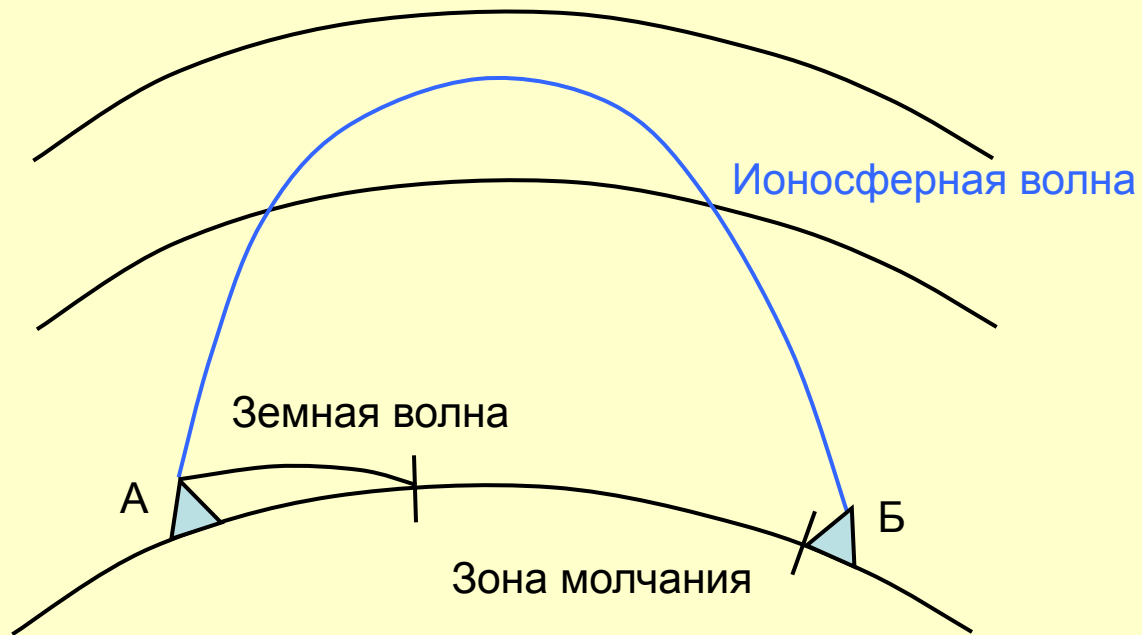 Ионосферная волна
Земная волна
А
Б
Зона молчания